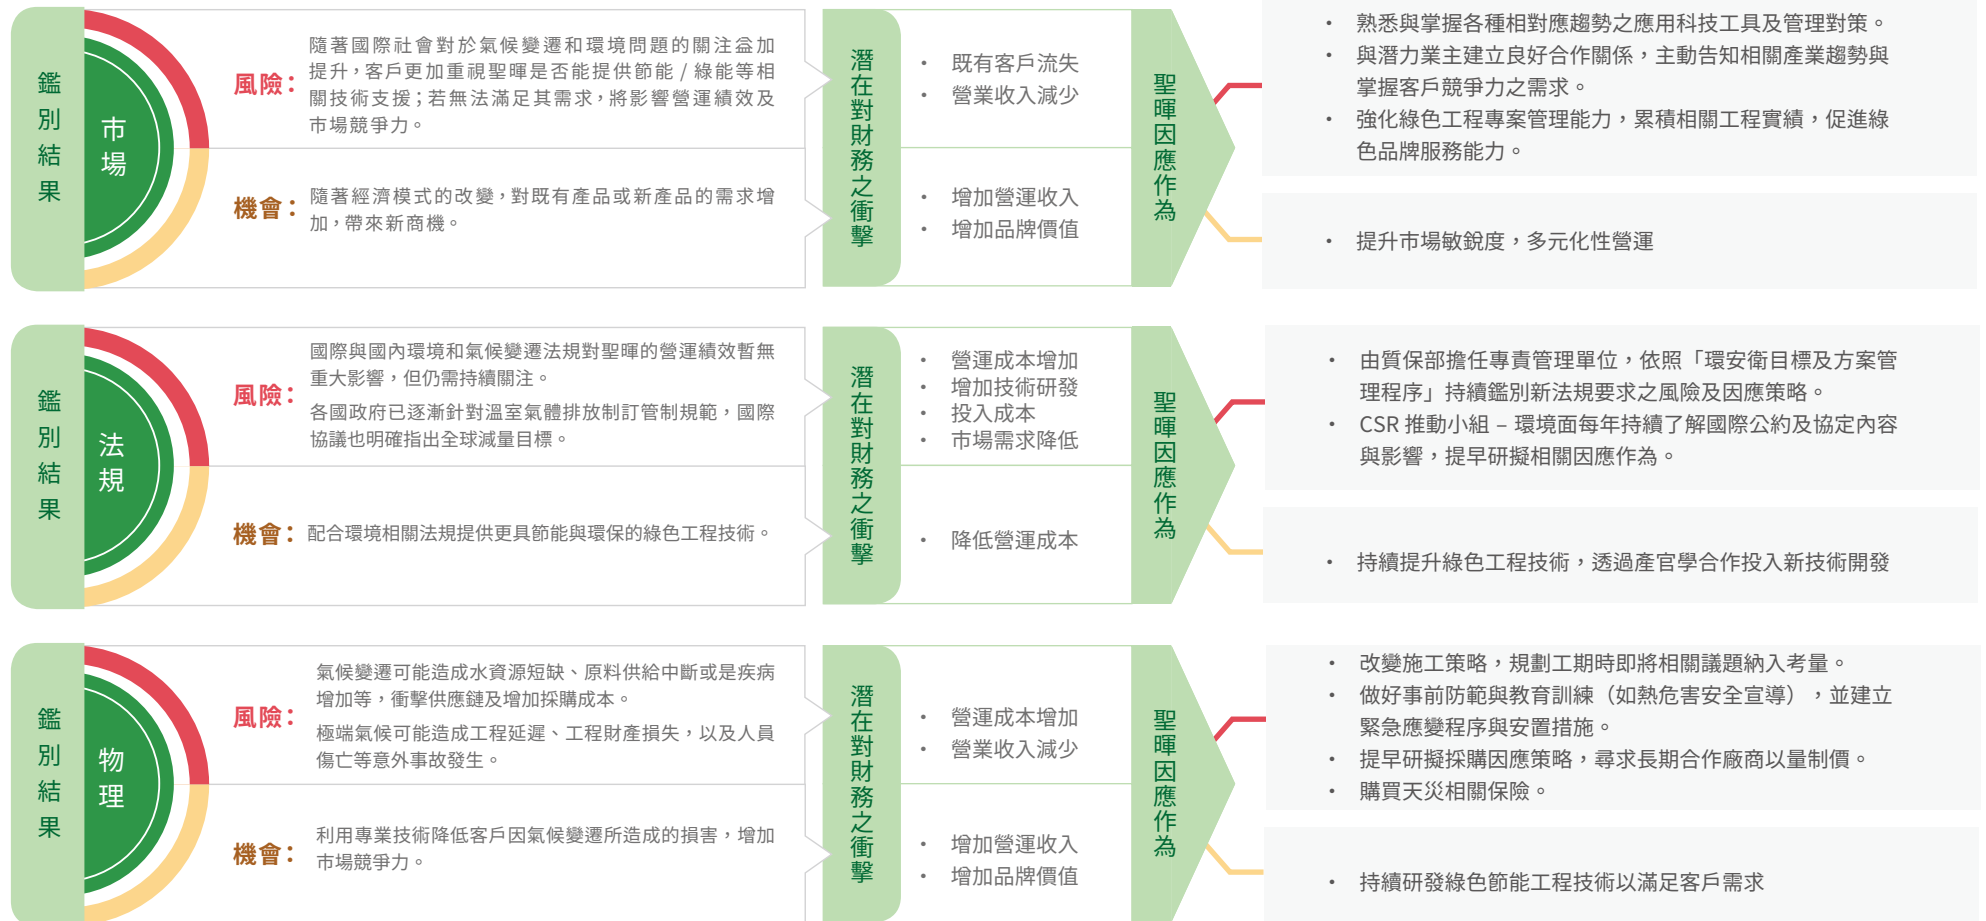 鑑別結果
市場
風險：
隨著國際社會對於氣候變遷和環境問題的關注益加
提升，客戶更加重視聖暉是否能提供節能 / 綠能等相
關技術支援；若無法滿足其需求，將影響營運績效及
市場競爭力。
機會：
隨著經濟模式的改變，對既有產品或新產品的需求增
加，帶來新商機。
潛在對財務之衝擊
• 既有客戶流失
• 營業收入減少
• 增加營運收入
• 增加品牌價值
聖暉因應作為
• 熟悉與掌握各種相對應趨勢之應用科技工具及管理對策。
• 與潛力業主建立良好合作關係，主動告知相關產業趨勢與
掌握客戶競爭力之需求。
• 強化綠色工程專案管理能力，累積相關工程實績，促進綠
色品牌服務能力。
• 提升市場敏銳度，多元化性營運
鑑別結果
法規
風險：
國際與國內環境和氣候變遷法規對聖暉的營運績效暫無
重大影響，但仍需持續關注。
各國政府已逐漸針對溫室氣體排放制訂管制規範，國際
協議也明確指出全球減量目標。
機會：
配合環境相關法規提供更具節能與環保的綠色工程技術。
潛在對財務之衝擊
• 營運成本增加
• 增加技術研發
• 投入成本
• 市場需求降低
• 降低營運成本
聖暉因應作為
• 由質保部擔任專責管理單位，依照「環安衛目標及方案管
理程序」持續鑑別新法規要求之風險及因應策略。
• CSR 推動小組 – 環境面每年持續了解國際公約及協定內容
與影響，提早研擬相關因應作為。
• 持續提升綠色工程技術，透過產官學合作投入新技術開發
鑑別結果
物理
風險：
氣候變遷可能造成水資源短缺、原料供給中斷或是疾病
增加等，衝擊供應鏈及增加採購成本。
極端氣候可能造成工程延遲、工程財產損失，以及人員
傷亡等意外事故發生。
機會：
利用專業技術降低客戶因氣候變遷所造成的損害，增加
市場競爭力。
潛在對財務之衝擊
• 營運成本增加
• 營業收入減少
• 增加營運收入
• 增加品牌價值
聖暉因應作為
• 改變施工策略，規劃工期時即將相關議題納入考量。
• 做好事前防範與教育訓練（如熱危害安全宣導），並建立
緊急應變程序與安置措施。
• 提早研擬採購因應策略，尋求長期合作廠商以量制價。
• 購買天災相關保險。
• 持續研發綠色節能工程技術以滿足客戶需求